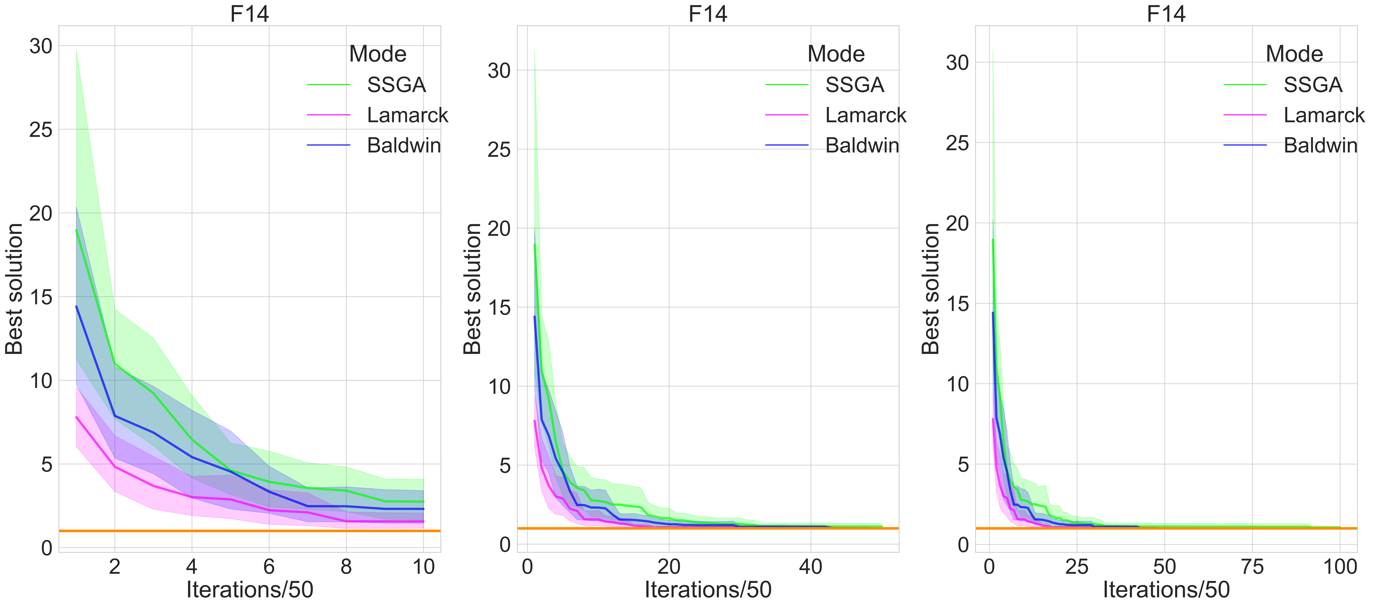 F14
30
25
20
15
10
5
0
Best solution
Mode
SSGA
Lamarck
Baldwin
2 4 6 8 10
Iterations/50
F14
30
25
20
15
10
5
0
Best solution
Mode
SSGA
Lamarck
Baldwin
0 20 40
Iterations/50
F14
30
25
20
15
10
5
0
Best solution
Mode
SSGA
Lamarck
Baldwin
0 25 50 75 100
Iterations/50